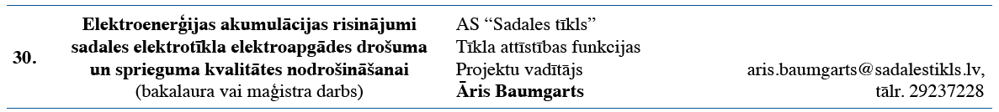 30.
Elektroenerģijas akumulācijas risinājumi
sadales elektrotīkla elektroapgādes drošuma
un sprieguma kvalitātes nodrošināšanai
(bakalaura vai maģistra darbs)
AS “Sadales tīkls”
Tīkla attīstības funkcijas
Projektu vadītājs
Āris Baumgarts
aris.baumgarts@sadalestikls.lv,
tālr. 29237228